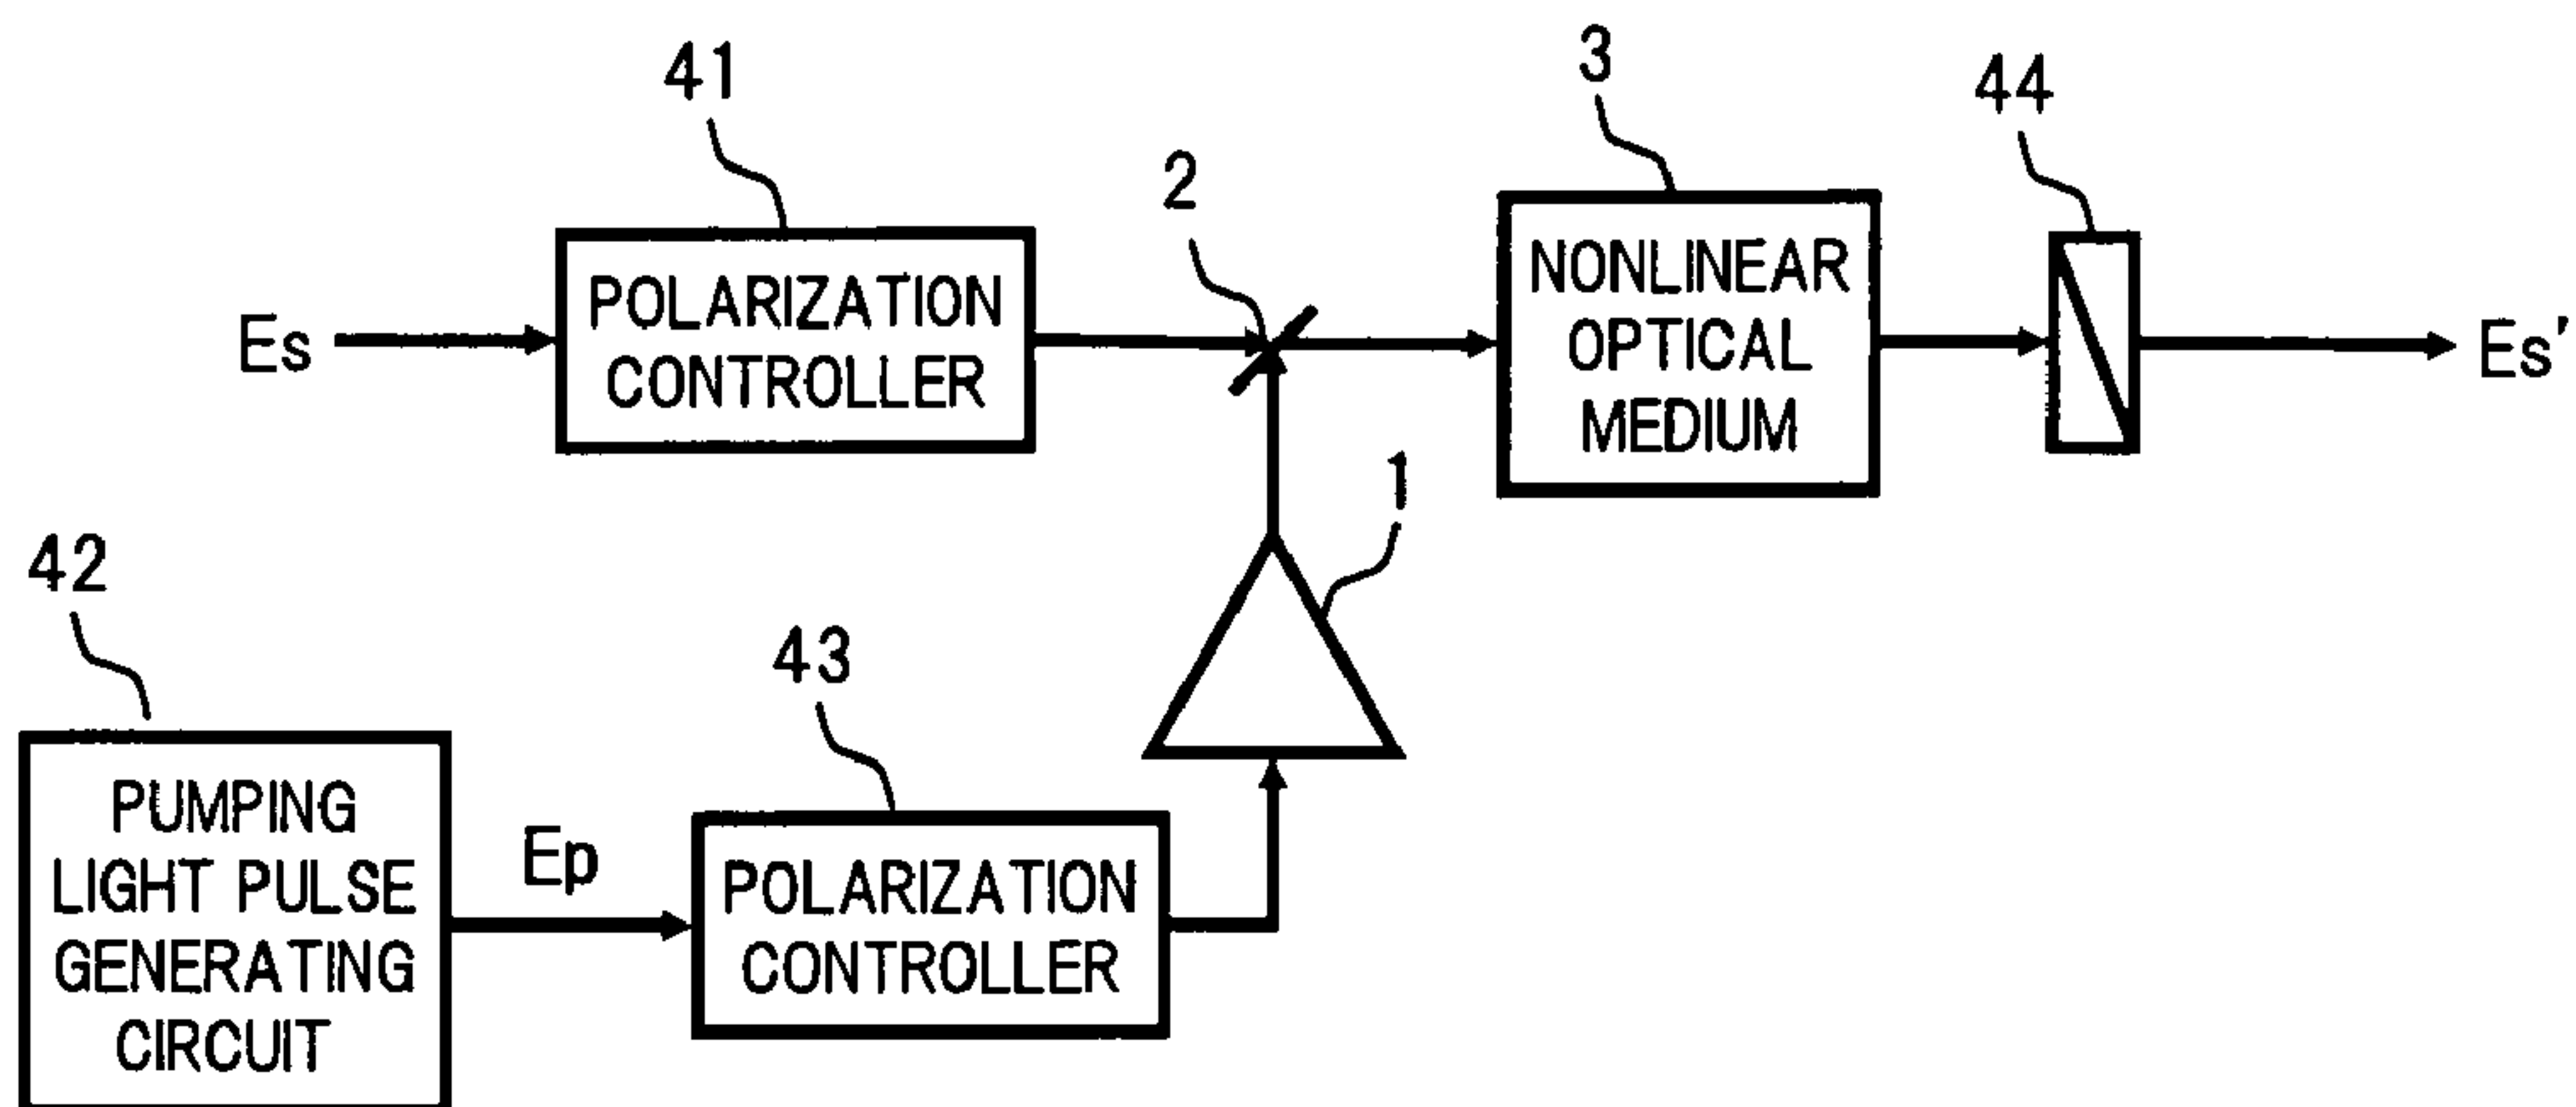 41
3
44
2
POLARIZATION
CONTROLLER
NONLINEAR
OPTICAL
MEDIUM
Es
Es'
1
42
43
PUMPING
LIGHT PULSE
GENERATING
CIRCUIT
Ep
POLARIZATION
CONTROLLER